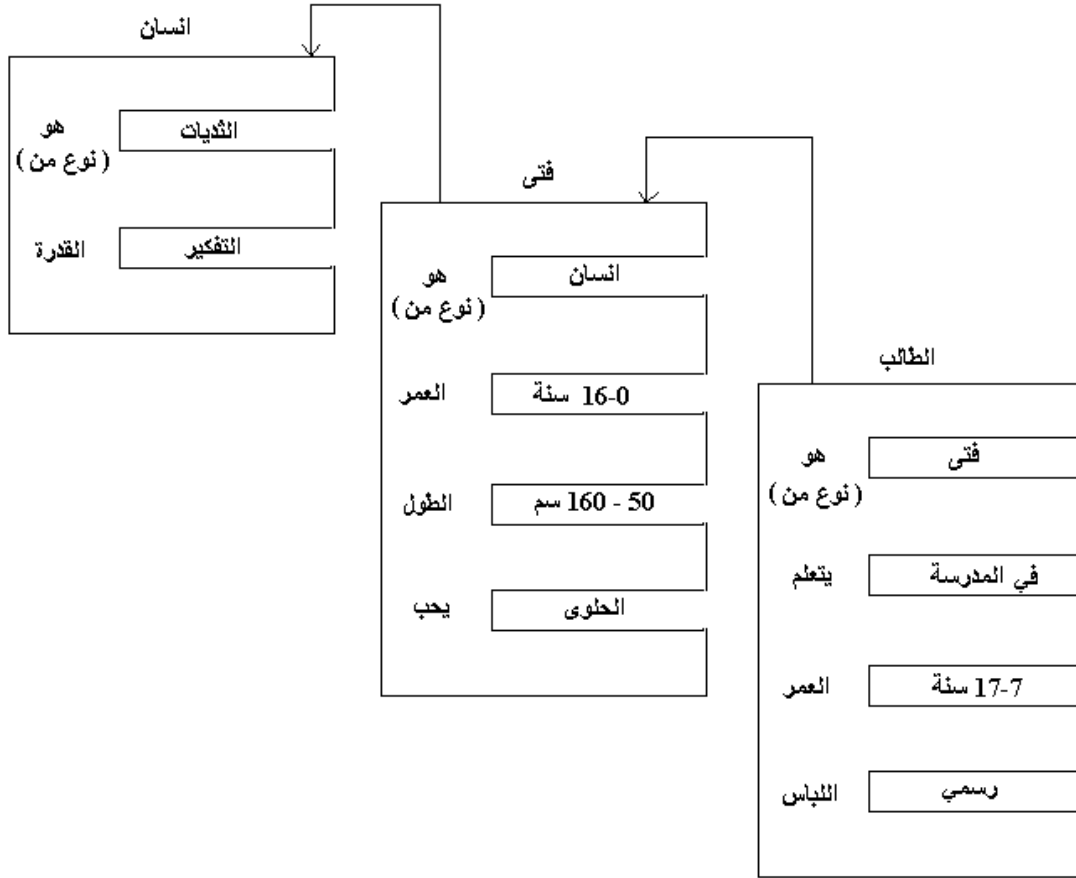 انسان
هو
( نوع من )
الثديات
القدرة
التفكير
فتى
هو
( نوع من )
انسان
العمر
16-0 سنة
الطول
50 - 160 سم
يحب
الحلوى
الطالب
هو
( نوع من )
فتى
يتعلم
في المدرسة
العمر
17-7 سنة
اللباس
رسمي